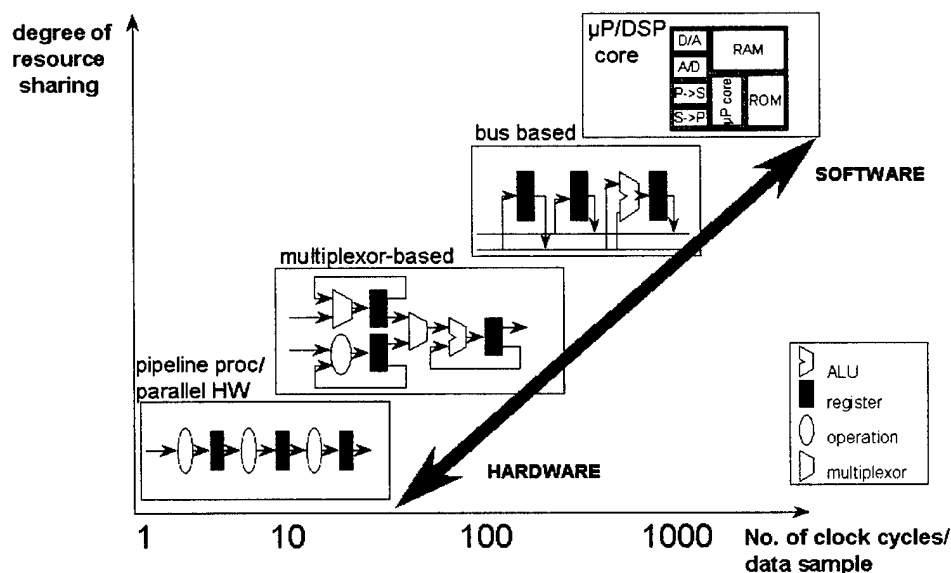 degree of
resource
sharing
µP/DSP
core
D/A
A/D
P->S
S->P
RAM
µP core
ROM
bus based
SOFTWARE
multiplexor-based
pipeline proc/
parallel HW
HARDWARE
ALU
register
operation
multiplexor
1 10 100 1000
No. of clock cycles/
data sample